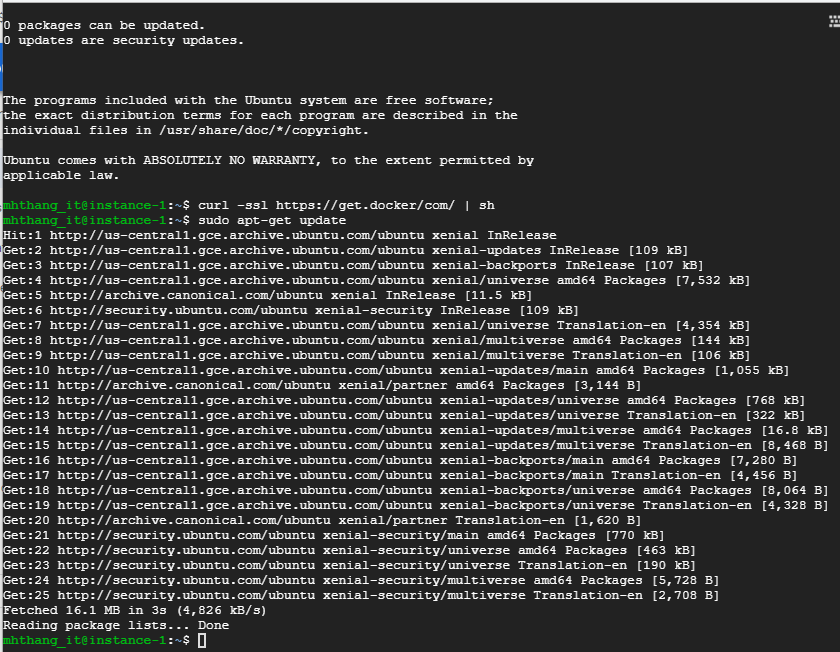 0 packages can be updated.
0 updates are security updates.
The programs included with the Ubuntu system are free software;
the exact distribution terms for each program are described in the
individual files in /usr/share/doc/*/copyright.
Ubuntu comes with ABSOLUTELY NO WARRANTY, to the extent permitted by
applicable law.
mhthang_it@instance-1:~$ curl -ssl https://get.docker/com/ | sh
mhthang_it@instance-1:~$ sudo apt-get update
Hit:1 http://us-central1.gce.archive.ubuntu.com/ubuntu xenial InRelease
Get:2 http://us-central1.gce.archive.ubuntu.com/ubuntu xenial-updates InRelease [109 kB]
Get:3 http://us-central1.gce.archive.ubuntu.com/ubuntu xenial-backports InRelease [107 kB]
Get:4 http://us-central1.gce.archive.ubuntu.com/ubuntu xenial/universe amd64 Packages [7,532 kB]
Get:5 http://archive.canonical.com/ubuntu xenial InRelease [11.5 kB]
Get:6 http://security.ubuntu.com/ubuntu xenial-security InRelease [109 kB]
Get:7 http://us-central1.gce.archive.ubuntu.com/ubuntu xenial/universe Translation-en [4,354 kB]
Get:8 http://us-central1.gce.archive.ubuntu.com/ubuntu xenial/multiverse amd64 Packages [144 kB]
Get:9 http://us-central1.gce.archive.ubuntu.com/ubuntu xenial/multiverse Translation-en [106 kB]
Get:10 http://us-central1.gce.archive.ubuntu.com/ubuntu xenial-updates/main amd64 Packages [1,055 kB]
Get:11 http://archive.canonical.com/ubuntu xenial/partner amd64 Packages [3,144 B]
Get:12 http://us-central1.gce.archive.ubuntu.com/ubuntu xenial-updates/universe amd64 Packages [768 kB]
Get:13 http://us-central1.gce.archive.ubuntu.com/ubuntu xenial-updates/universe Translation-en [322 kB]
Get:14 http://us-central1.gce.archive.ubuntu.com/ubuntu xenial-updates/multiverse amd64 Packages [16.8 kB]
Get:15 http://us-central1.gce.archive.ubuntu.com/ubuntu xenial-updates/multiverse Translation-en [8,468 B]
Get:16 http://us-central1.gce.archive.ubuntu.com/ubuntu xenial-backports/main amd64 Packages [7,280 B]
Get:17 http://us-central1.gce.archive.ubuntu.com/ubuntu xenial-backports/main Translation-en [4,456 B]
Get:18 http://us-central1.gce.archive.ubuntu.com/ubuntu xenial-backports/universe amd64 Packages [8,064 B]
Get:19 http://us-central1.gce.archive.ubuntu.com/ubuntu xenial-backports/universe Translation-en [4,328 B]
Get:20 http://archive.canonical.com/ubuntu xenial/partner Translation-en [1,620 B]
Get:21 http://security.ubuntu.com/ubuntu xenial-security/main amd64 Packages [770 kB]
Get:22 http://security.ubuntu.com/ubuntu xenial-security/universe amd64 Packages [463 kB]
Get:23 http://security.ubuntu.com/ubuntu xenial-security/universe Translation-en [190 kB]
Get:24 http://security.ubuntu.com/ubuntu xenial-security/multiverse amd64 Packages [5,728 B]
Get:25 http://security.ubuntu.com/ubuntu xenial-security/multiverse Translation-en [2,708 B]
Fetched 16.1 MB in 3s (4,826 kB/s)
Reading package lists... Done
mhthang_it@instance-1:~$